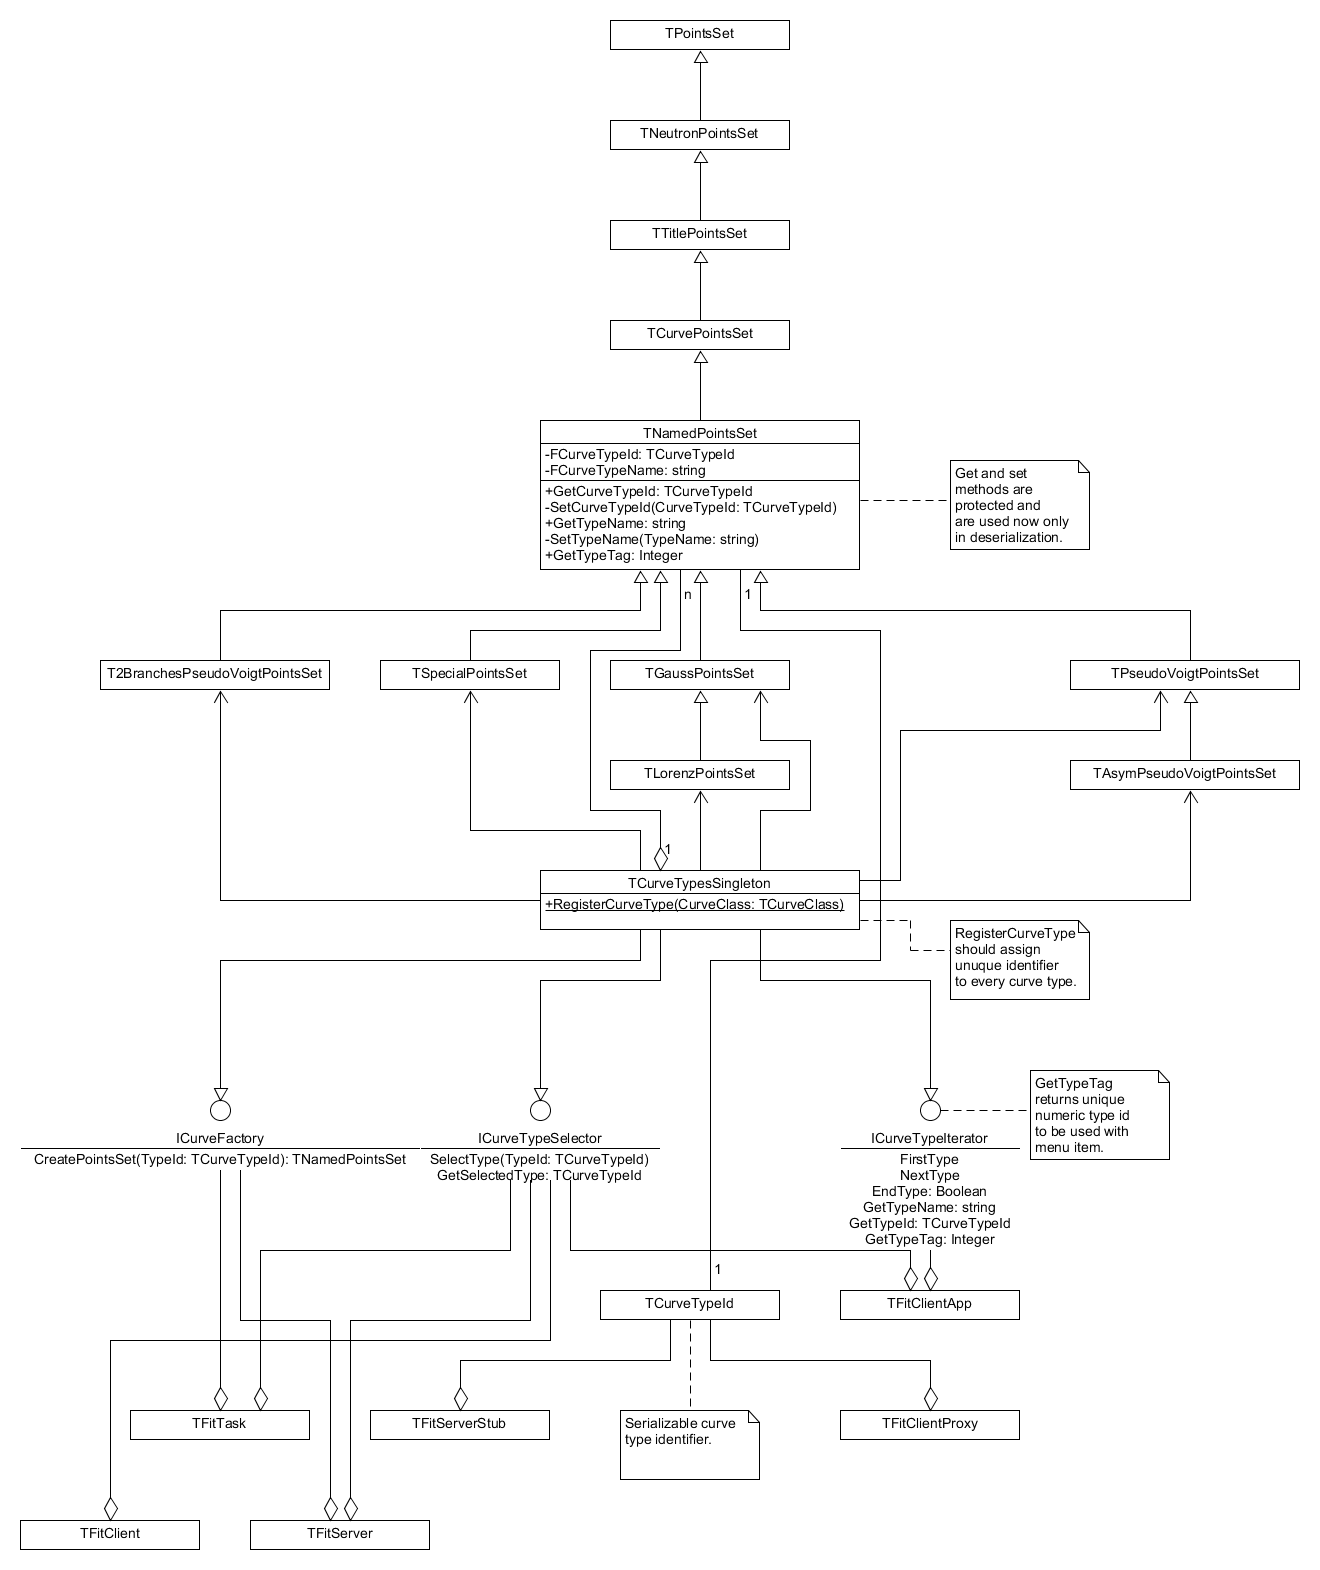 TPointsSet
TNeutronPointsSet
TTitlePointsSet
TCurvePointsSet
TNamedPointsSet
-FCurveTypeId: TCurveTypeId
-FCurveTypeName: string
+GetCurveTypeId: TCurveTypeId
-SetCurveTypeId(CurveTypeId: TCurveTypeId)
+GetTypeName: string
-SetTypeName(TypeName: string)
+GetTypeTag: Integer
Get and set
methods are
protected and
are used now only
in deserialization.
n
1
T2BranchesPseudoVoigtPointsSet
TSpecialPointsSet
TGaussPointsSet
TPseudoVoigtPointsSet
TLorenzPointsSet
TAsymPseudoVoigtPointsSet
1
TCurveTypesSingleton
+RegisterCurveType(CurveClass: TCurveClass)
RegisterCurveType
should assign
unuque identifier
to every curve type.
GetTypeTag
returns unique
numeric type id
to be used with
menu item.
ICurveFactory
CreatePointsSet(TypeId: TCurveTypeId): TNamedPointsSet
ICurveTypeSelector
SelectType(TypeId: TCurveTypeId)
GetSelectedType: TCurveTypeId
ICurveTypeIterator
FirstType
NextType
EndType: Boolean
GetTypeName: string
GetTypeId: TCurveTypeId
GetTypeTag: Integer
1
TCurveTypeId
TFitClientApp
TFitTask
TFitServerStub
Serializable curve
type identifier.
TFitClientProxy
TFitClient
TFitServer